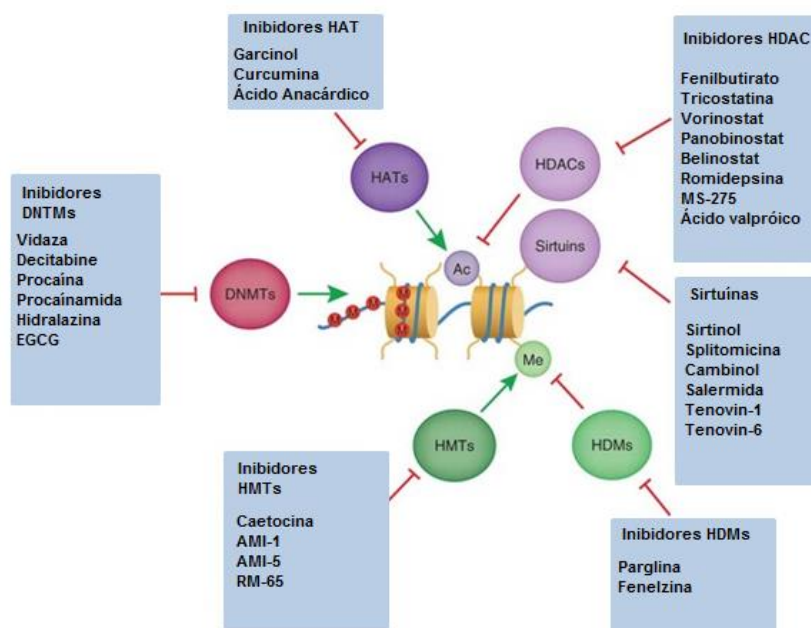 Inibidores HAT
Garcinol
Curcumina
Ácido Anacárdico
Inibidores HDAC
Fenilbutirato
Tricostatina
Vorinostat
Panobinostat
Belinostat
Romidepsina
MS-275
Ácido valpróico
HATs
HDACs
Inibidores
DNTMs
Vidaza
Decitabine
Procaína
Procaínamida
Hidralazina
EGCG
Ac
Sirtuins
DNMTs
M
M
M
M
M
M
Me
Sirtuínas
Sirtinol
Splitomicina
Cambinol
Salermida
Tenovin-1
Tenovin-6
HMTs
HDMs
Inibidores
HMTs
Caetocina
AMI-1
AMI-5
RM-65
Inibidores HDMs
Parglina
Fenelzina